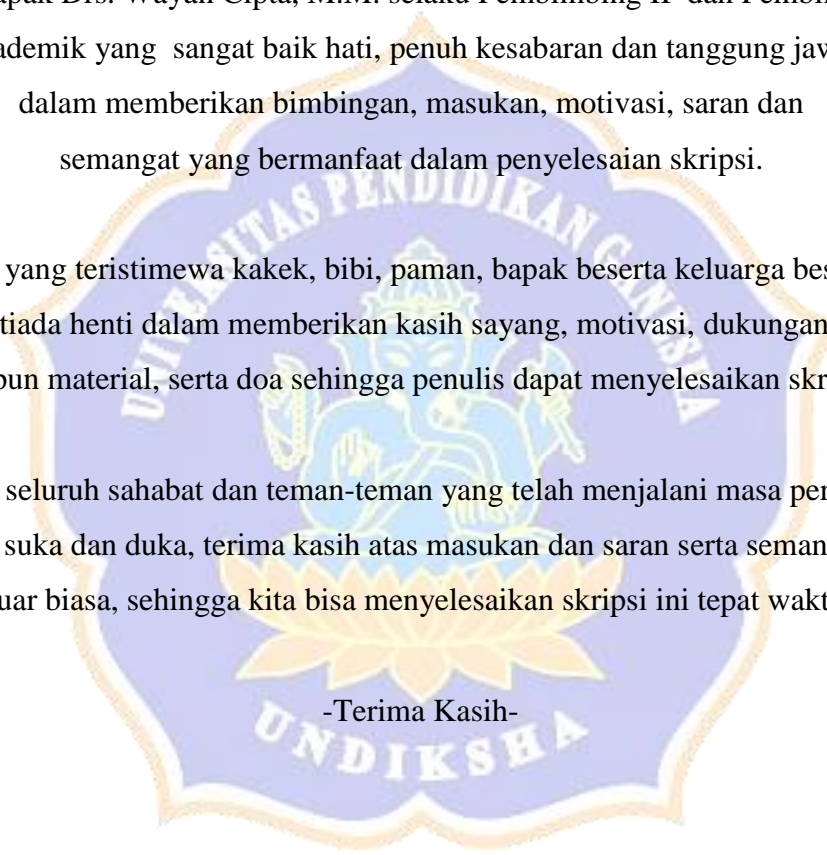 apak Drs. Wayan Cipta, M.M. selaku Pembimbing II dan Pembi
ademik yang sangat baik hati, penuh kesabaran dan tanggung jaw
dalam memberikan bimbingan, masukan, motivasi, saran dan
semangat yang bermanfaat dalam penyelesaian skripsi.
UNIVERSITAS PENDIDIKAN GANESHA
yang teristimewa kakek, bibi, paman, bapak beserta keluarga bes
tiada henti dalam memberikan kasih sayang, motivasi, dukungan
pun material, serta doa sehingga penulis dapat menyelesaikan skr
seluruh sahabat dan teman-teman yang telah menjalani masa per
suka dan duka, terima kasih atas masukan dan saran serta seman
uar biasa, sehingga kita bisa menyelesaikan skripsi ini tepat wakt
-Terima Kasih-
UNDIKSHA